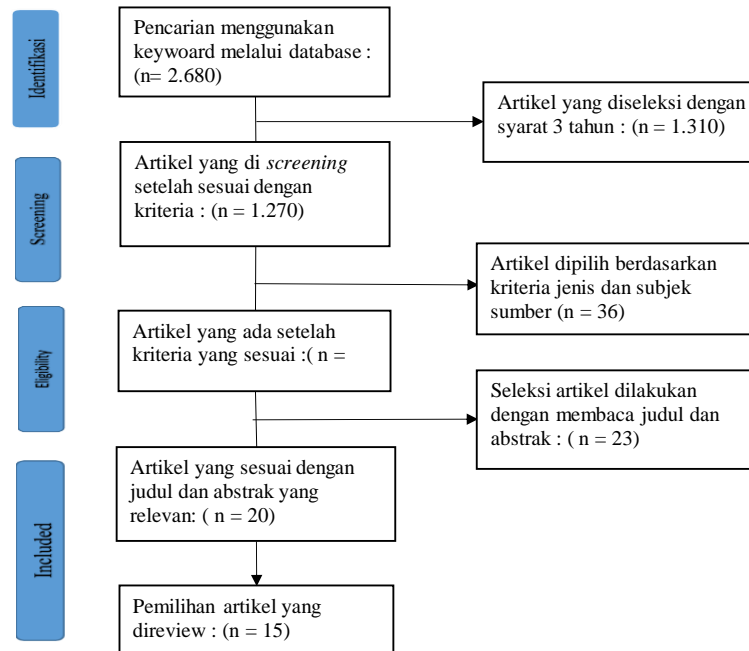 Identifikasi
Pencarian menggunakan
keywoard melalui database :
(n= 2.680)
Artikel yang diseleksi dengan
syarat 3 tahun : (n = 1.310)
Screening
Artikel yang di screening
setelah sesuai dengan
kriteria : (n = 1.270)
Artikel dipilih berdasarkan
kriteria jenis dan subjek
sumber (n = 36)
Eligibility
Artikel yang ada setelah
kriteria yang sesuai :( n =
Seleksi artikel dilakukan
dengan membaca judul dan
abstrak : ( n = 23)
Included
Artikel yang sesuai dengan
judul dan abstrak yang
relevan: ( n = 20)
Pemilihan artikel yang
direview : (n = 15)